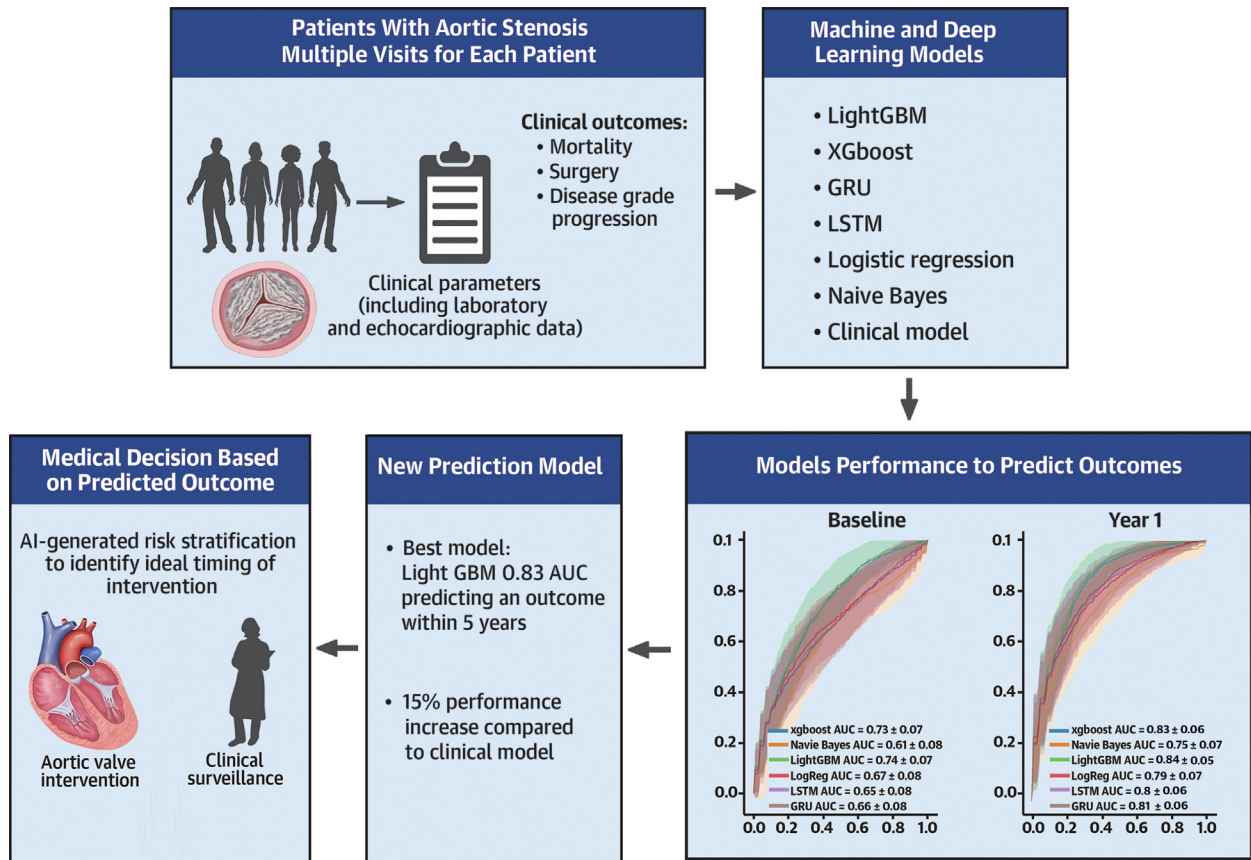 Patients With Aortic Stenosis
Multiple Visits for Each Patient
Clinical outcomes:
• Mortality
• Surgery
• Disease grade
progression
Clinical parameters
(including laboratory
and echocardiographic data)
Machine and Deep
Learning Models
• LightGBM
• XGboost
• GRU
• LSTM
• Logistic regression
• Naive Bayes
• Clinical model
Models Performance to Predict Outcomes
Baseline
0.1
0.8
0.6
0.4
0.2
0.0
xgboost AUC = 0.73 ± 0.07
Navie Bayes AUC = 0.61 ± 0.08
LightGBM AUC = 0.74 ± 0.07
LogReg AUC = 0.67 ± 0.08
LSTM AUC = 0.65 ± 0.08
GRU AUC = 0.66 ± 0.08
0.0 0.2 0.4 0.6 0.8 1.0
Year 1
0.1
0.8
0.6
0.4
0.2
0.0
xgboost AUC = 0.83 ± 0.06
Navie Bayes AUC = 0.75 ± 0.07
LightGBM AUC = 0.84 ± 0.05
LogReg AUC = 0.79 ± 0.07
LSTM AUC = 0.8 ± 0.06
GRU AUC = 0.81 ± 0.06
0.0 0.2 0.4 0.6 0.8 1.0
New Prediction Model
• Best model:
Light GBM 0.83 AUC
predicting an outcome
within 5 years
• 15% performance
increase compared
to clinical model
Medical Decision Based
on Predicted Outcome
AI-generated risk stratification
to identify ideal timing of
intervention
Aortic valve
intervention
Clinical
surveillance